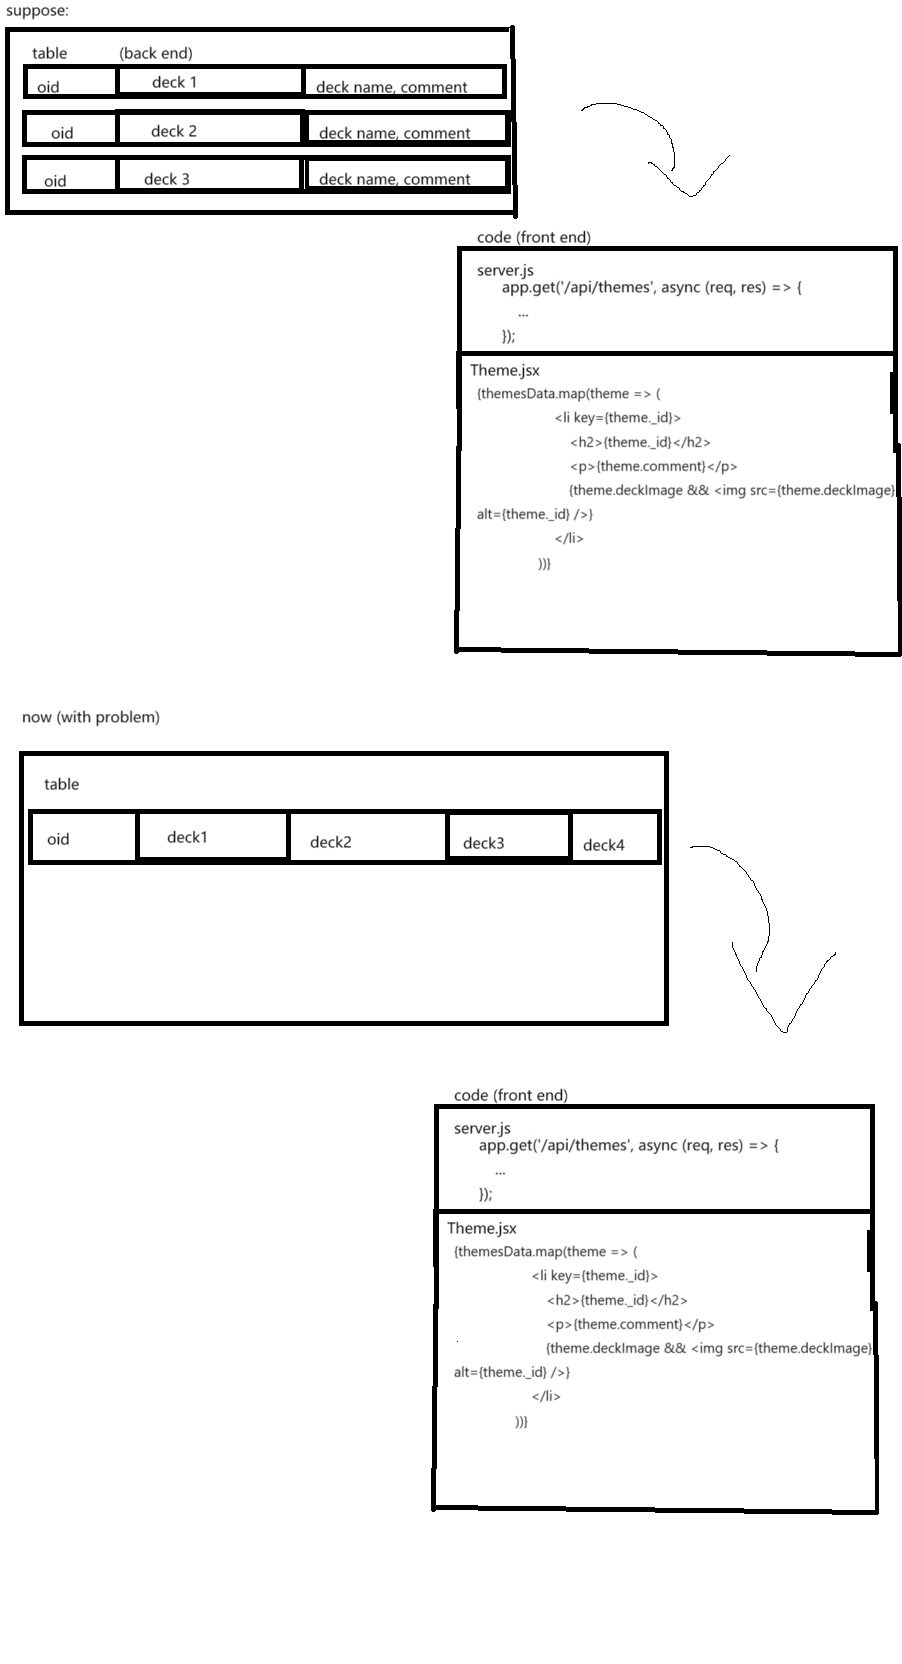 suppose:
table (back end)
oid deck 1 deck name, comment
oid deck 2 deck name, comment
oid deck 3 deck name, comment
code (front end)
server.js
app.get('/api/themes', async (req, res) => {
...
});
Theme.jsx
{themesData.map(theme => (
<li key={theme._id}>
<h2>{theme._id}</h2>
<p>{theme.comment}</p>
{theme.deckImage && <img src={theme.deckImage}
alt={theme._id} />}
</li>
))}
now (with problem)
table
oid deck1 deck2 deck3 deck4
code (front end)
server.js
app.get('/api/themes', async (req, res) => {
...
});
Theme.jsx
{themesData.map(theme => (
<li key={theme._id}>
<h2>{theme._id}</h2>
<p>{theme.comment}</p>
{theme.deckImage && <img src={theme.deckImage}
alt={theme._id} />}
</li>
))}